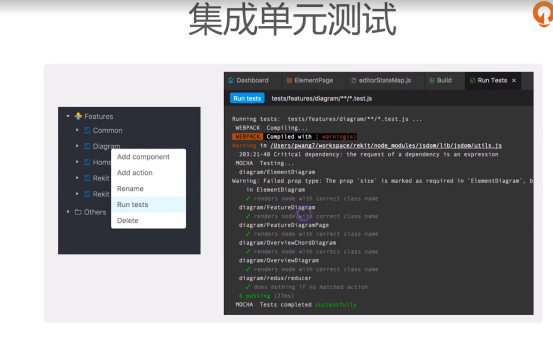 集成单元测试
Features
Common
Diagram
Home
Rekit
Rekit
Others
Add component
Add action
Rename
Run tests
Delete
Dashboard
ElementPage
editorStateMap.js
Build
Run Tests ×
Run tests tests/features/diagram/**/*.test.js
Running tests: tests/features/diagram/**/*.test.js ...
WEBPACK Compiling...
WEBPACK Compiled with 1 warning(s)
Warning in /Users/pwang7/workspace/rekit/node_modules/jsdom/lib/jsdom/utils.js
203:21-40 Critical dependency: the request of a dependency is an expression
MOCHA Testing...
diagram/ElementDiagram
Warning: Failed prop type: The prop `size` is marked as required in `ElementDiagram`, b
in ElementDiagram
✓ renders node with correct class name
diagram/FeatureDiagram
✓ renders node with correct class name
diagram/FeatureDiagramPage
✓ renders node with correct class name
diagram/OverviewChordDiagram
✓ renders node with correct class name
diagram/OverviewDiagram
✓ renders node with correct class name
diagram/redux/reducer
✓ does nothing if no matched action
6 passing (27ms)
MOCHA Tests completed successfully